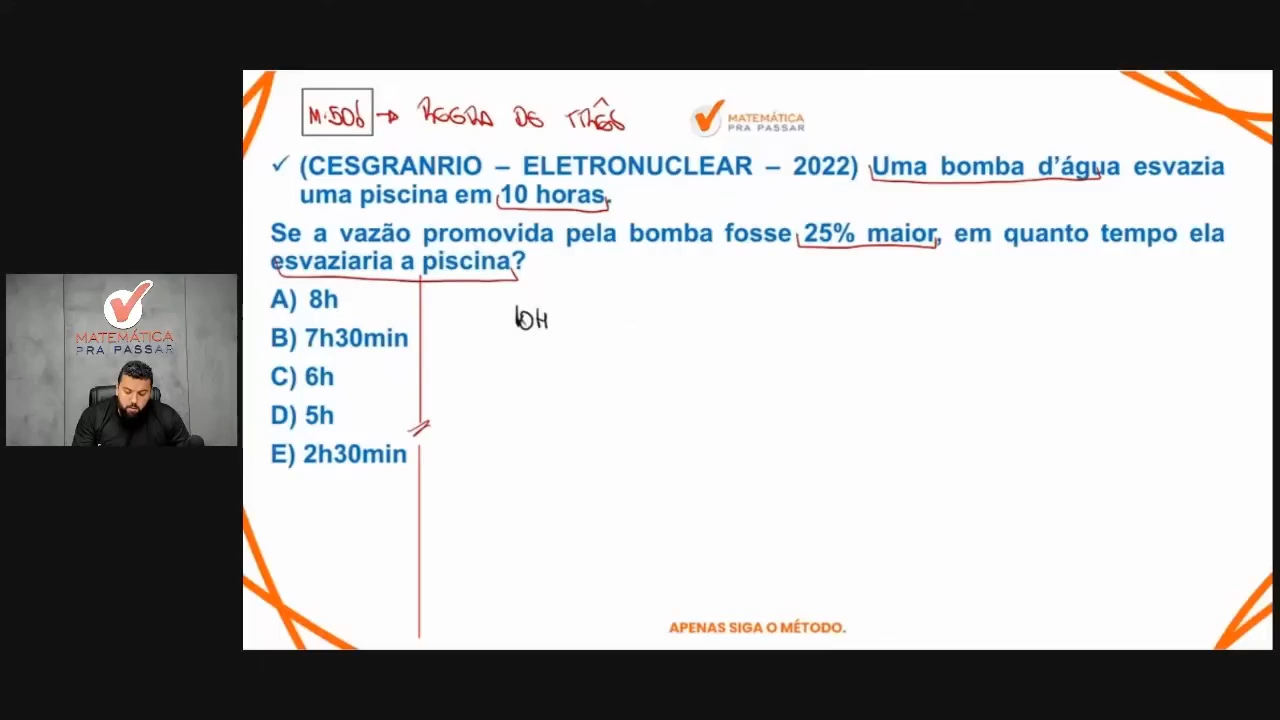 M.506 → REGRA DE TRÊS
MATEMÁTICA
PRA PASSAR
✓ (CESGRANRIO – ELETRONUCLEAR – 2022) Uma bomba d'água esvazia
uma piscina em 10 horas.
Se a vazão promovida pela bomba fosse 25% maior, em quanto tempo ela
esvaziaria a piscina?
A) 8h
10H
B) 7h30min
C) 6h
D) 5h
E) 2h30min
MATEMÁTICA
PRA PASSAR
APENAS SIGA O MÉTODO.